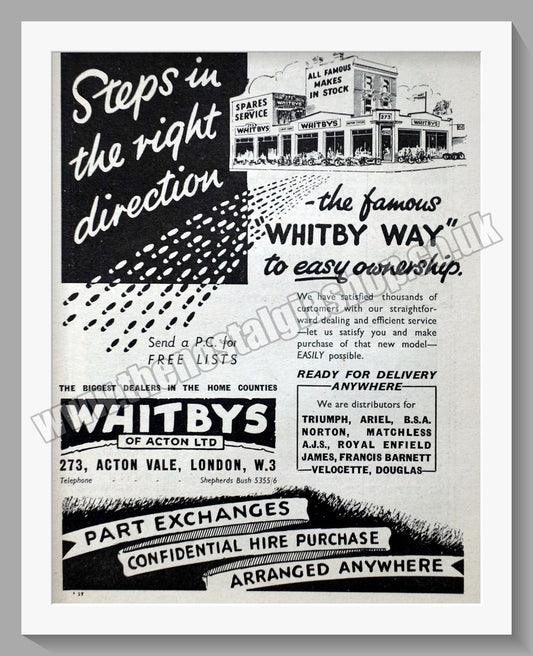 Steps in
the right
direction
ALL FAMOUS
MAKES
IN STOCK
SPARES
SERVICE
WHITBYS
WHITBYS
273
WHITBYS
-the famous
"WHITBY WAY"
to easy ownership.
We have satisfied thousands of
customers with our straightfor-
ward dealing and efficient service
—let us satisfy you and make
purchase of that new model—
EASILY possible.
Send a P.C. for
FREE LISTS
READY FOR DELIVERY
—ANYWHERE—
We are distributors for
TRIUMPH, ARIEL, B.S.A.
NORTON, MATCHLESS
A.J.S., ROYAL ENFIELD
JAMES, FRANCIS BARNETT
—VELOCETTE, DOUGLAS—
THE BIGGEST DEALERS IN THE HOME COUNTIES
WHITBYS
OF ACTON LTD
273, ACTON VALE, LONDON, W.3
Telephone - - - - Shepherds Bush 5355/6
PART EXCHANGES
CONFIDENTIAL HIRE PURCHASE
ARRANGED ANYWHERE
www.thenostalgiashop.co.uk